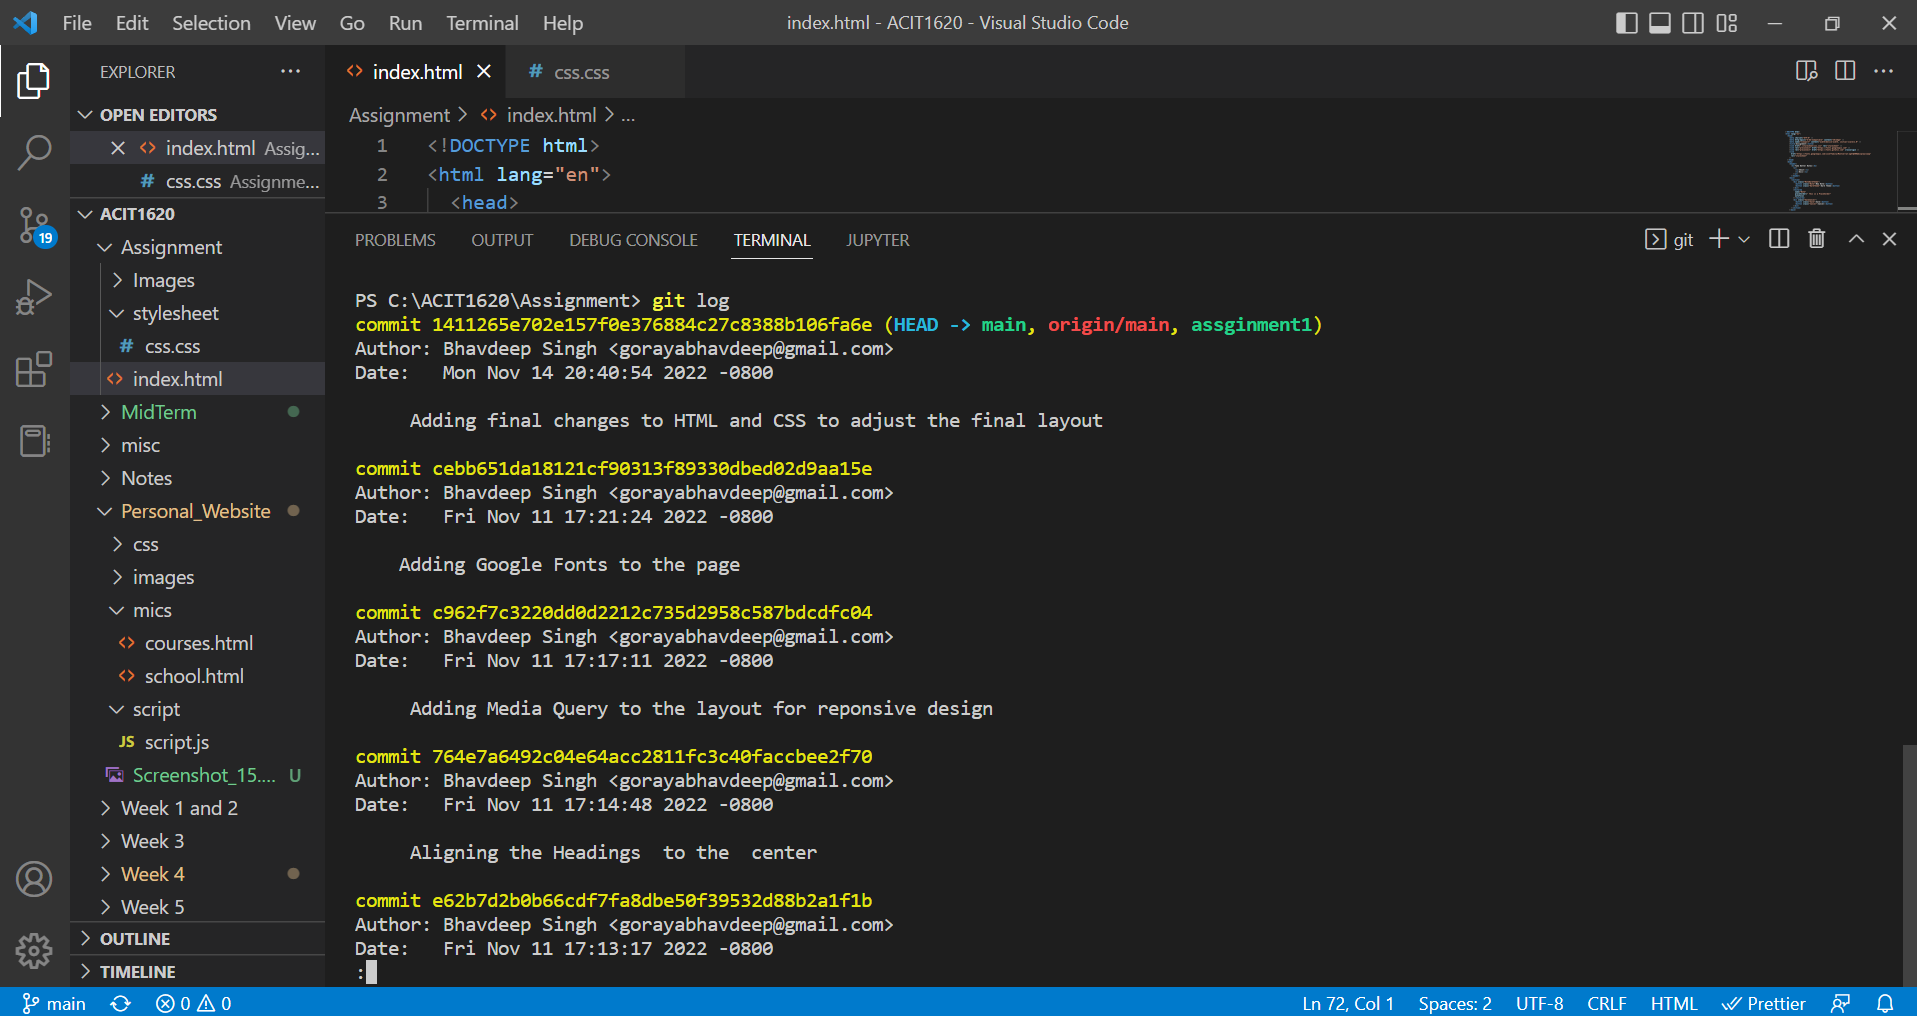 File Edit Selection View Go Run Terminal Help
index.html - ACIT1620 - Visual Studio Code
EXPLORER
OPEN EDITORS
index.html Assig...
# css.css Assignme...
ACIT1620
Assignment
Images
stylesheet
# css.css
index.html
MidTerm
misc
Notes
Personal_Website
css
images
mics
courses.html
school.html
script
JS script.js
Screenshot_15.... U
Week 1 and 2
Week 3
Week 4
Week 5
OUTLINE
TIMELINE
19
index.html
# css.css
Assignment > index.html > ...
1 <!DOCTYPE html>
2 <html lang="en">
3 <head>
PROBLEMS OUTPUT DEBUG CONSOLE TERMINAL JUPYTER
git
PS C:\ACIT1620\Assignment> git log
commit 1411265e702e157f0e376884c27c8388b106fa6e (HEAD -> main, origin/main, assginment1)
Author: Bhavdeep Singh <gorayabhavdeep@gmail.com>
Date: Mon Nov 14 20:40:54 2022 -0800
Adding final changes to HTML and CSS to adjust the final layout
commit cebb651da18121cf90313f89330dbed02d9aa15e
Author: Bhavdeep Singh <gorayabhavdeep@gmail.com>
Date: Fri Nov 11 17:21:24 2022 -0800
Adding Google Fonts to the page
commit c962f7c3220dd0d2212c735d2958c587bdcdfc04
Author: Bhavdeep Singh <gorayabhavdeep@gmail.com>
Date: Fri Nov 11 17:17:11 2022 -0800
Adding Media Query to the layout for reponsive design
commit 764e7a6492c04e64acc2811fc3c40faccbee2f70
Author: Bhavdeep Singh <gorayabhavdeep@gmail.com>
Date: Fri Nov 11 17:14:48 2022 -0800
Aligning the Headings  to the  center
commit e62b7d2b0b66cdf7fa8dbe50f39532d88b2a1f1b
Author: Bhavdeep Singh <gorayabhavdeep@gmail.com>
Date: Fri Nov 11 17:13:17 2022 -0800
:
main 0 0 Ln 72, Col 1 Spaces: 2 UTF-8 CRLF HTML Prettier